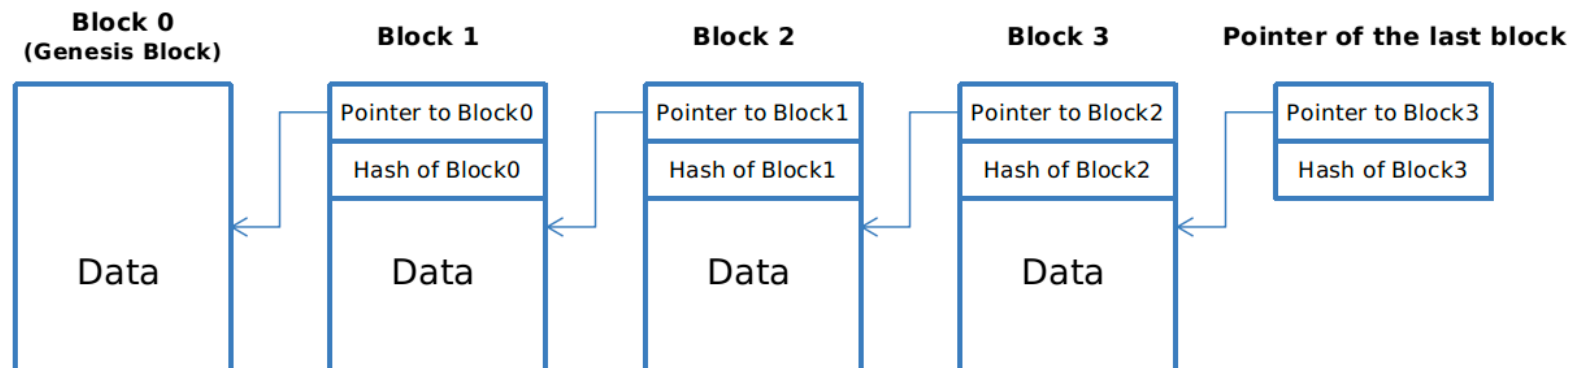 Block 0
(Genesis Block)
Block 1
Block 2
Block 3
Pointer of the last block
Pointer to Block0
Pointer to Block1
Pointer to Block2
Pointer to Block3
Hash of Block0
Hash of Block1
Hash of Block2
Hash of Block3
Data
Data
Data
Data